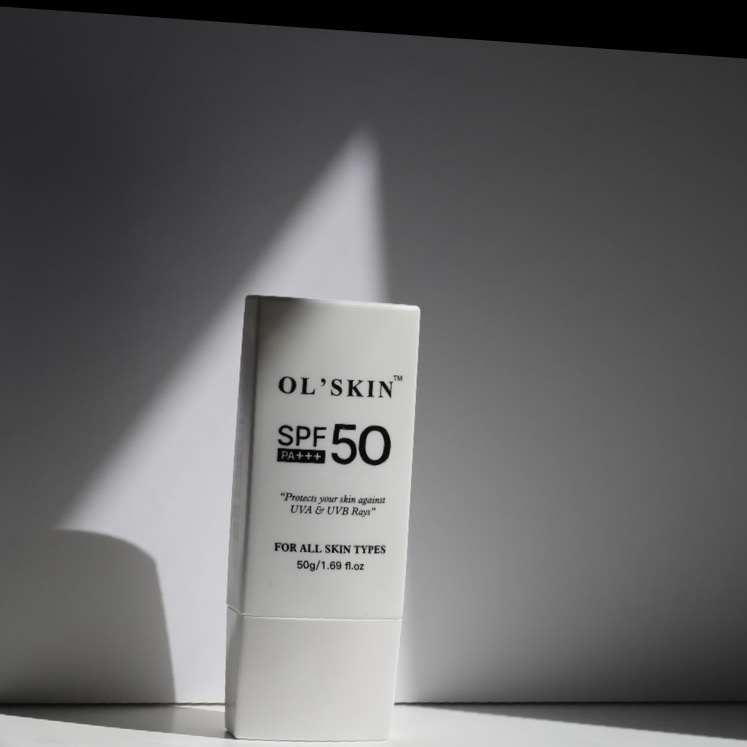 OL’SKIN™
SPF 50
PA+++
“Protects your skin against
UVA & UVB Rays”
FOR ALL SKIN TYPES
50g/1.69 fl.oz